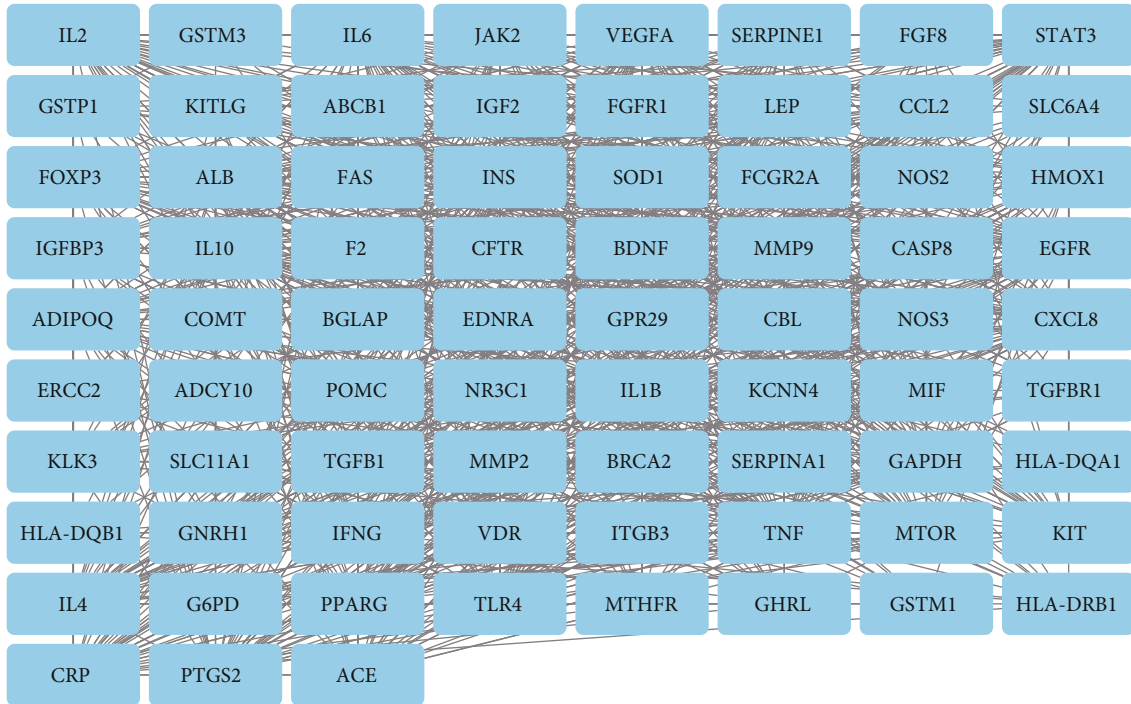 IL2 GSTM3 IL6 JAK2 VEGFA SERPINE1 FGF8 STAT3
GSTP1 KITLG ABCB1 IGF2 FGFR1 LEP CCL2 SLC6A4
FOXP3 ALB FAS INS SOD1 FCGR2A NOS2 HMOX1
IGFBP3 IL10 F2 CFTR BDNF MMP9 CASP8 EGFR
ADIPOQ COMT BGLAP EDNRA GPR29 CBL NOS3 CXCL8
ERCC2 ADCY10 POMC NR3C1 IL1B KCNN4 MIF TGFBR1
KLK3 SLC11A1 TGFB1 MMP2 BRCA2 SERPINA1 GAPDH HLA-DQA1
HLA-DQB1 GNRH1 IFNG VDR ITGB3 TNF MTOR KIT
IL4 G6PD PPARG TLR4 MTHFR GHRL GSTM1 HLA-DRB1
CRP PTGS2 ACE